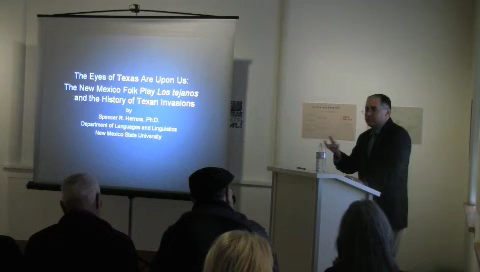 The Eyes of Texas Are Upon Us:
The New Mexico Folk Play Los tejanos
and the History of Texan Invasions
by
Spencer R. Herrera, Ph.D.
Department of Languages and Linguistics
New Mexico State University